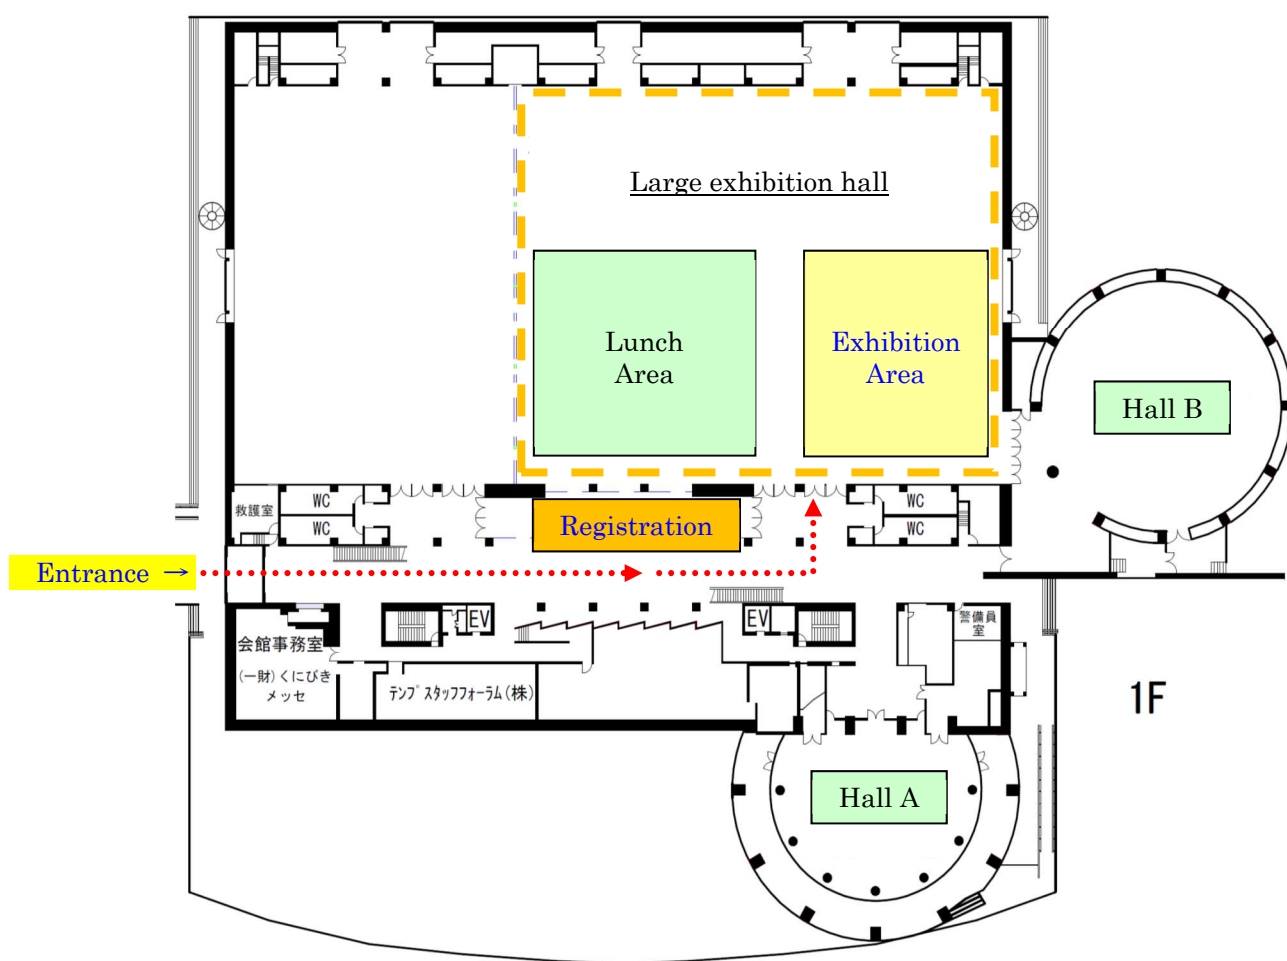 Large exhibition hall
Lunch
Area
Exhibition
Area
Hall B
救護室
WC
WC
Registration
WC
WC
Entrance →
EV
EV
会館事務室
(一財)くにびき
メッセ
テンプスタッフフォーラム(株)
警備員
室
1F
Hall A